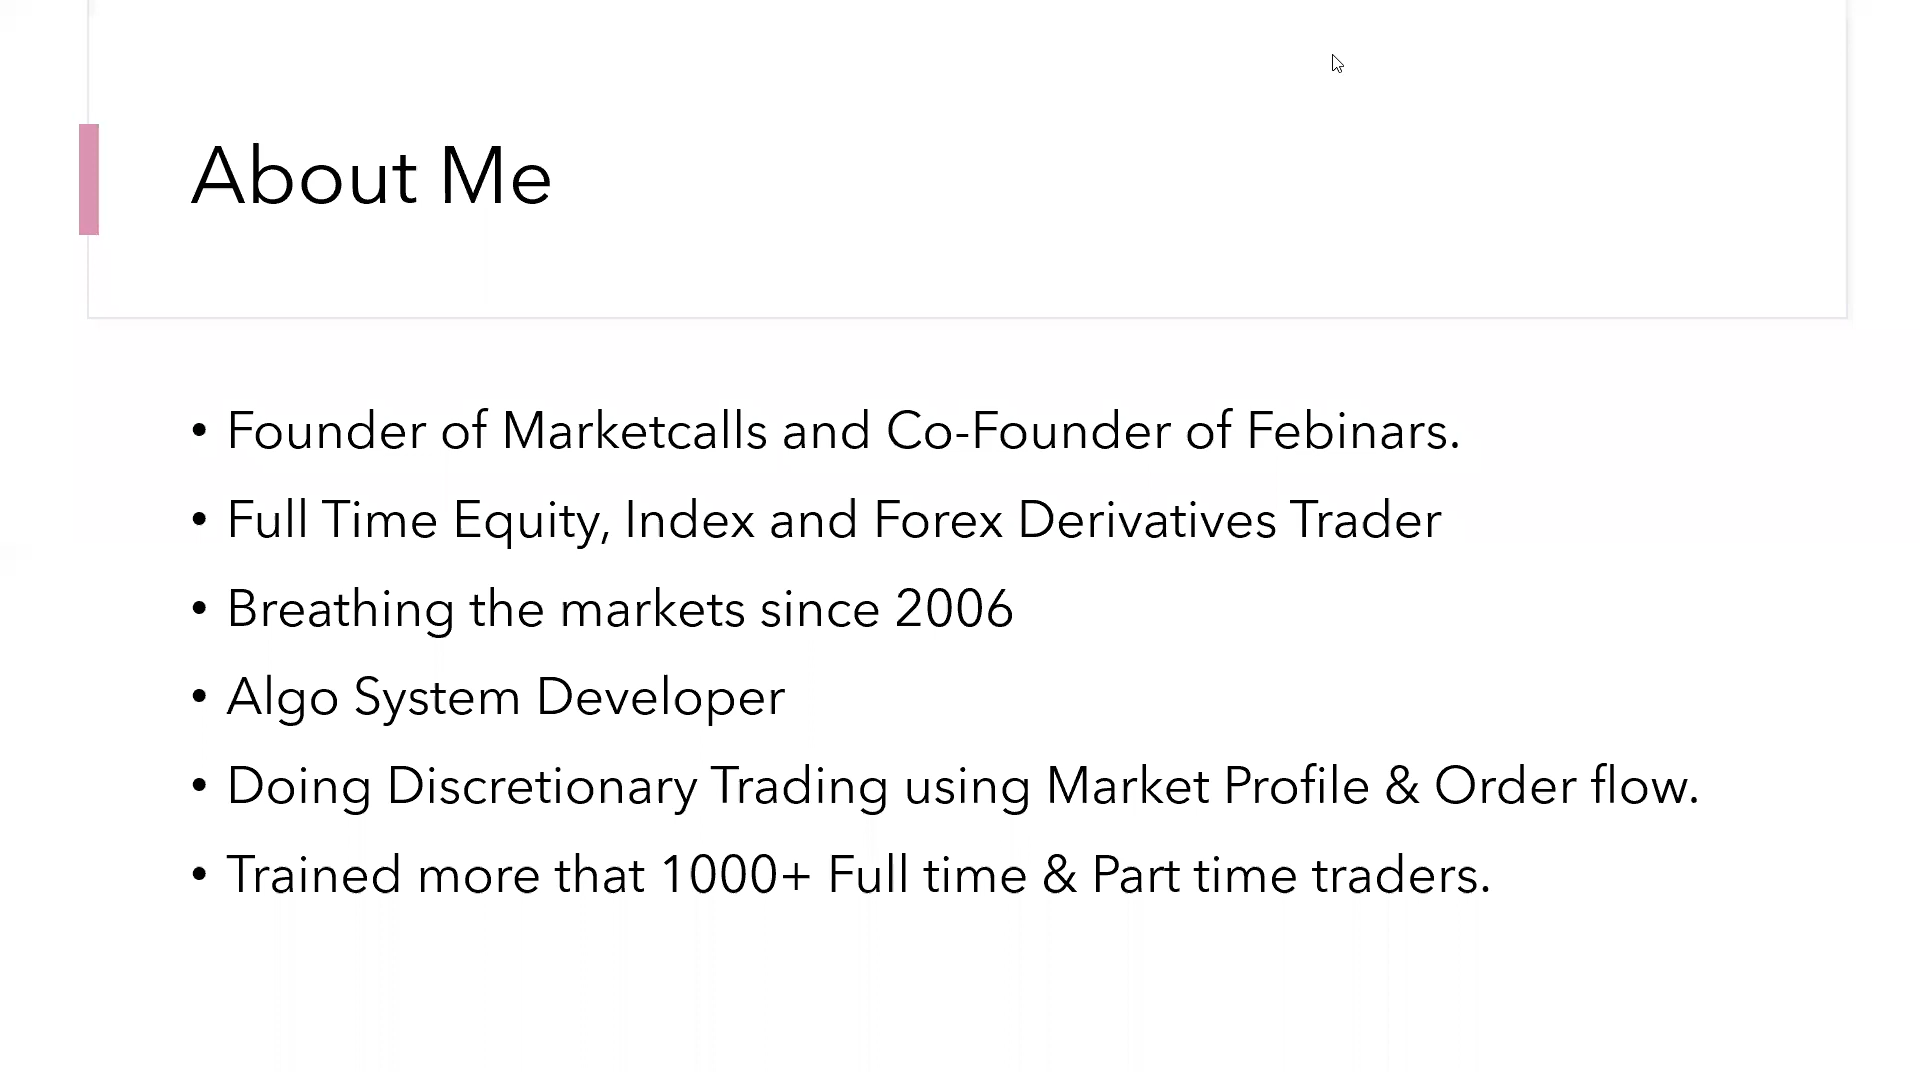 About Me
• Founder of Marketcalls and Co-Founder of Febinars.
• Full Time Equity, Index and Forex Derivatives Trader
• Breathing the markets since 2006
• Algo System Developer
• Doing Discretionary Trading using Market Profile & Order flow.
• Trained more that 1000+ Full time & Part time traders.